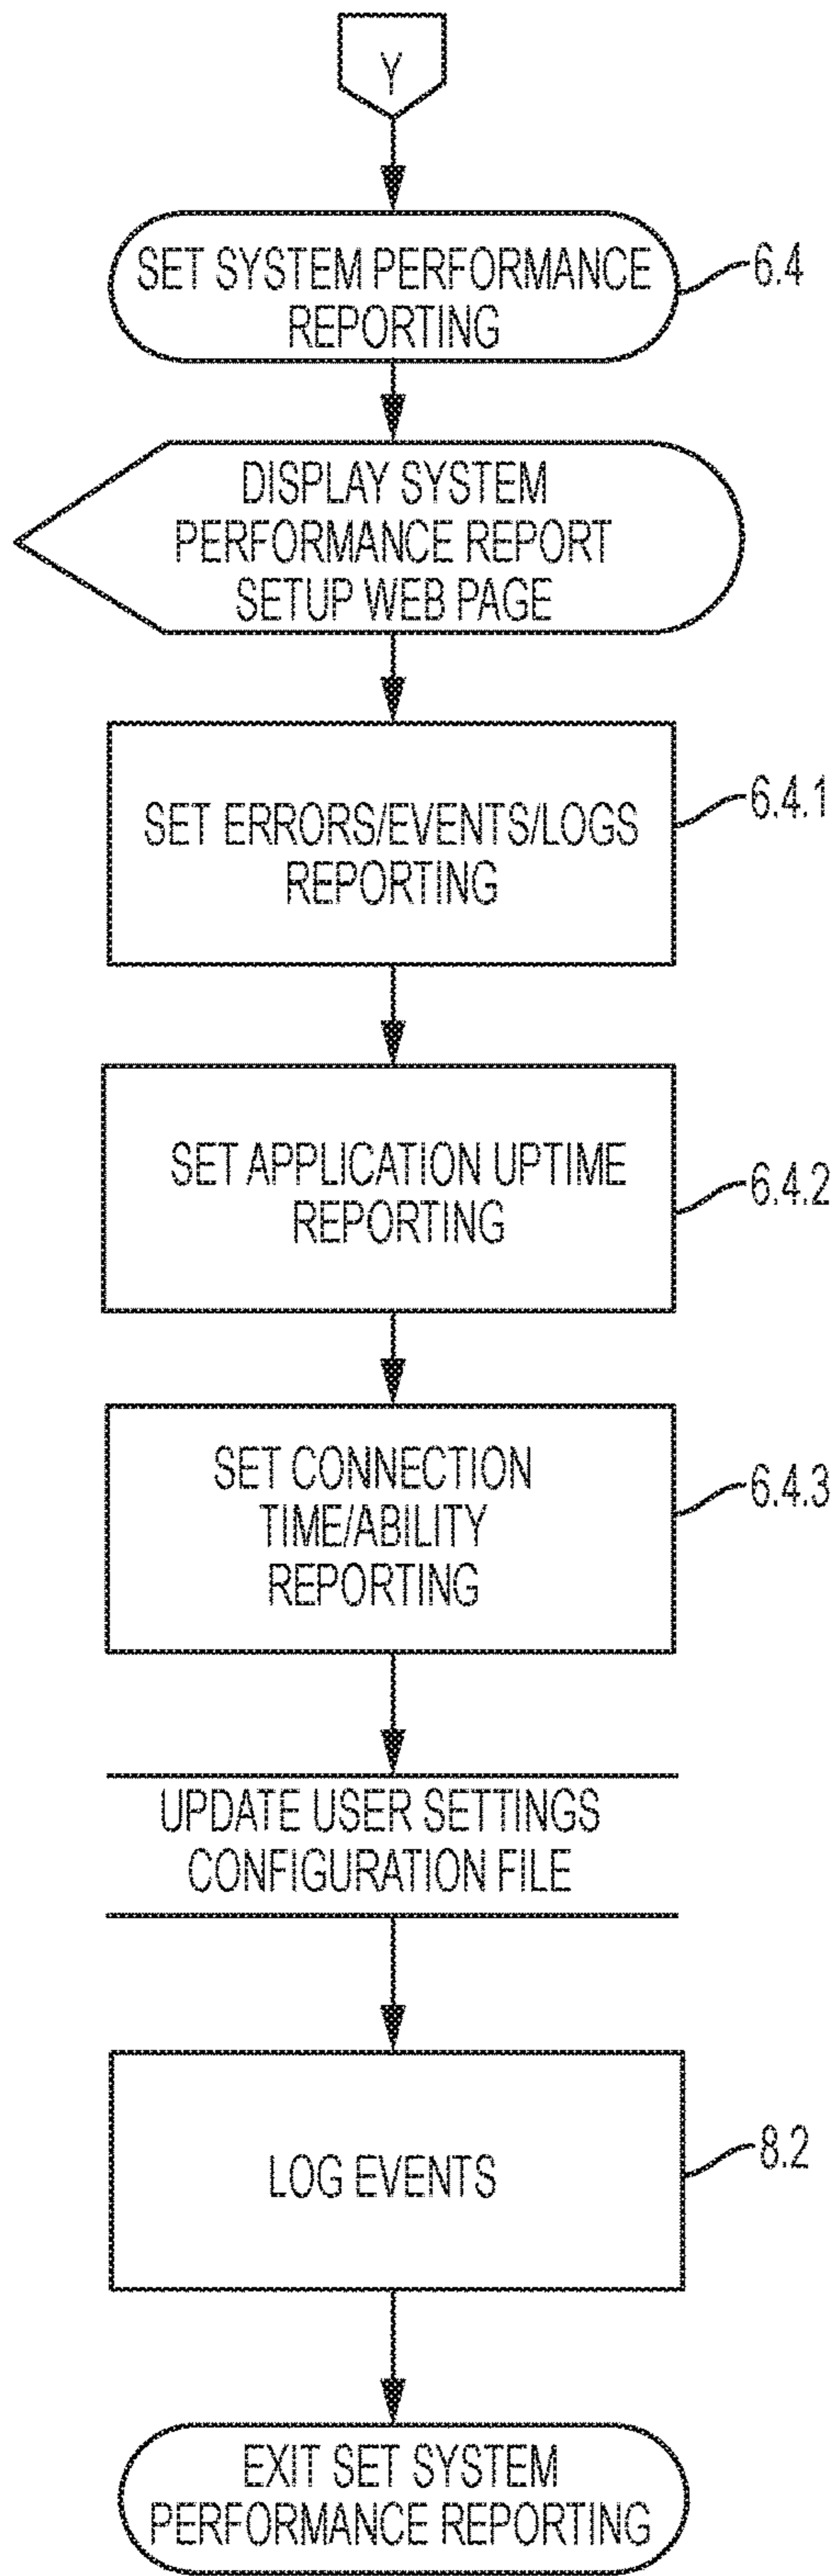 Y
SET SYSTEM PERFORMANCE
REPORTING
6.4
DISPLAY SYSTEM
PERFORMANCE REPORT
SETUP WEB PAGE
SET ERRORS/EVENTS/LOGS
REPORTING
6.4.1
SET APPLICATION UPTIME
REPORTING
6.4.2
SET CONNECTION
TIME/ABILITY
REPORTING
6.4.3
UPDATE USER SETTINGS
CONFIGURATION FILE
LOG EVENTS
8.2
EXIT SET SYSTEM
PERFORMANCE REPORTING